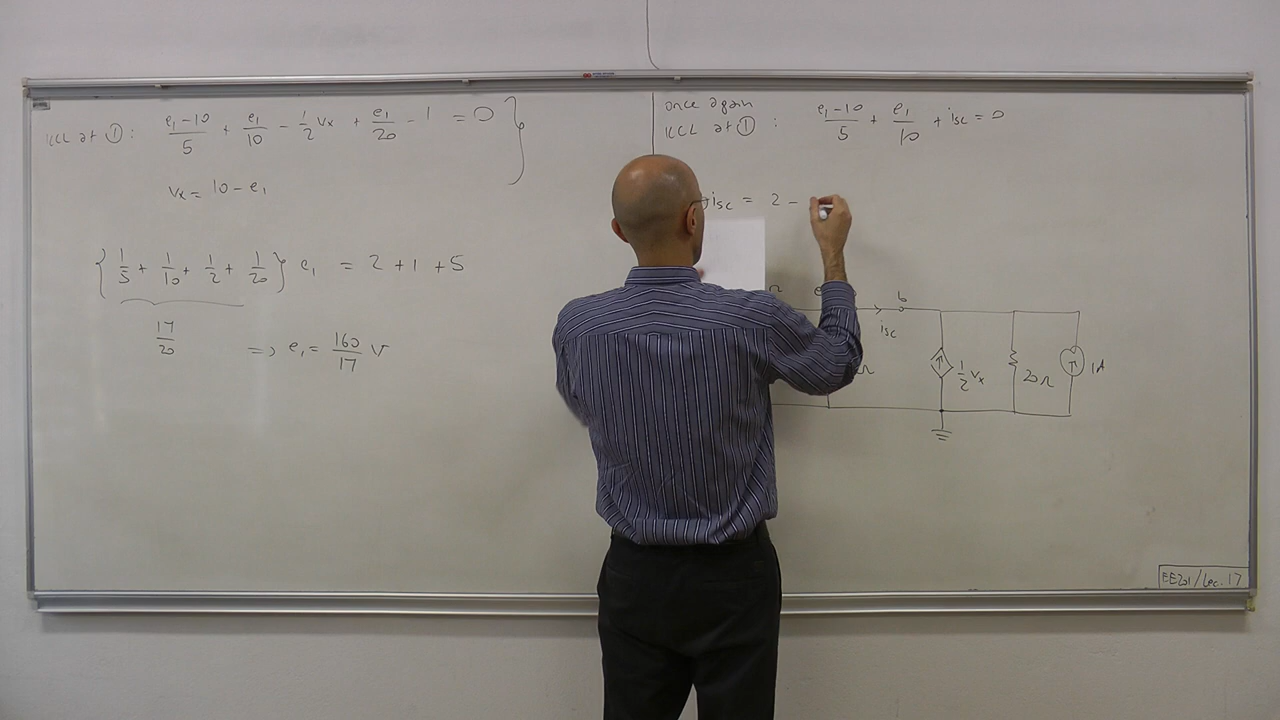 KCL at ①: (e₁-10)/5 + e₁/10 - 1/2 vx + e₁/20 - 1 = 0
vx = 10 - e₁
{1/5 + 1/10 + 1/2 + 1/20} e₁ = 2 + 1 + 5
17/20
⇒ e₁ = 160/17 V
once again
KCL at ①: (e₁-10)/5 + e₁/10 + isc = 0
isc = 2 -
b
isc
1/2 vx
20Ω
1A
EE201/Lec. 17